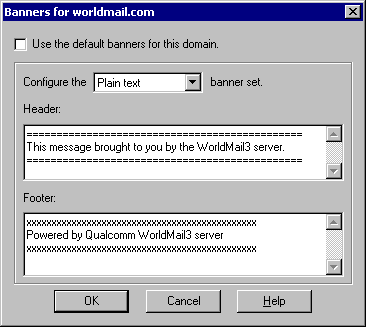 Banners for worldmail.com
Use the default banners for this domain.
Configure the Plain text banner set.
Header:
==============================================
This message brought to you by the WorldMail3 server.
==============================================
Footer:
xxxxxxxxxxxxxxxxxxxxxxxxxxxxxxxxxxxxxxxxxxxxxx
Powered by Qualcomm WorldMail3 server
xxxxxxxxxxxxxxxxxxxxxxxxxxxxxxxxxxxxxxxxxxxxxx
OK Cancel Help